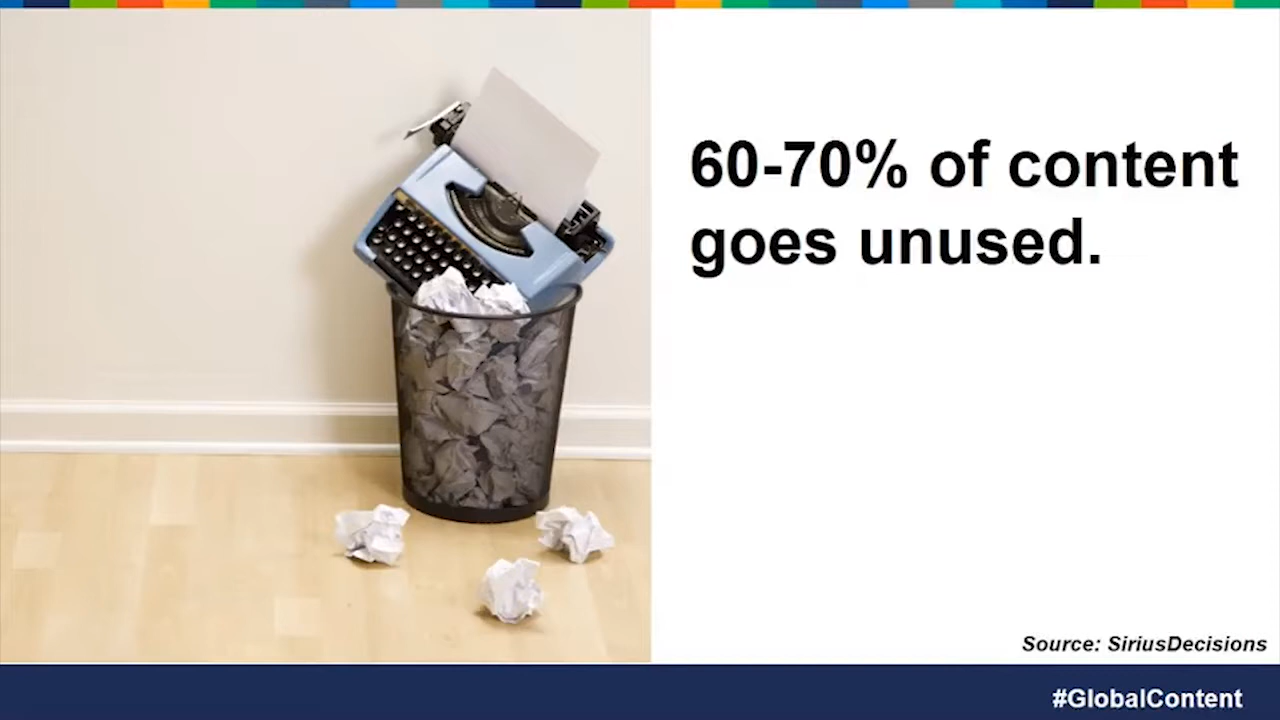 60-70% of content
goes unused.
Source: SiriusDecisions
#GlobalContent